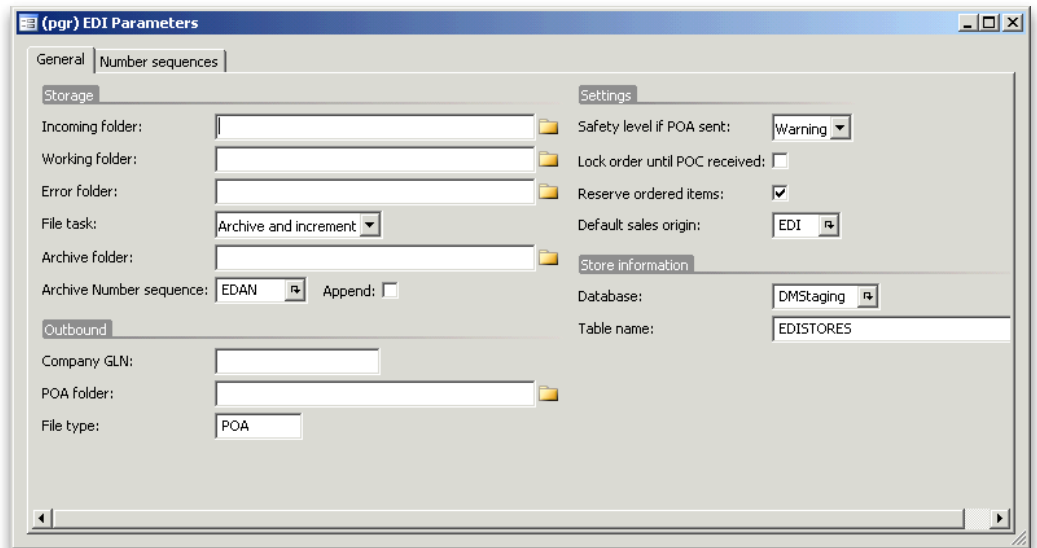 (pgr) EDI Parameters
General
Number sequences
Storage
Incoming folder:
Working folder:
Error folder:
File task: Archive and increment
Archive folder:
Archive Number sequence: EDAN Append:
Outbound
Company GLN:
POA folder:
File type: POA
Settings
Safety level if POA sent: Warning
Lock order until POC received:
Reserve ordered items:
Default sales origin: EDI
Store information
Database: DMStaging
Table name: EDISTORES